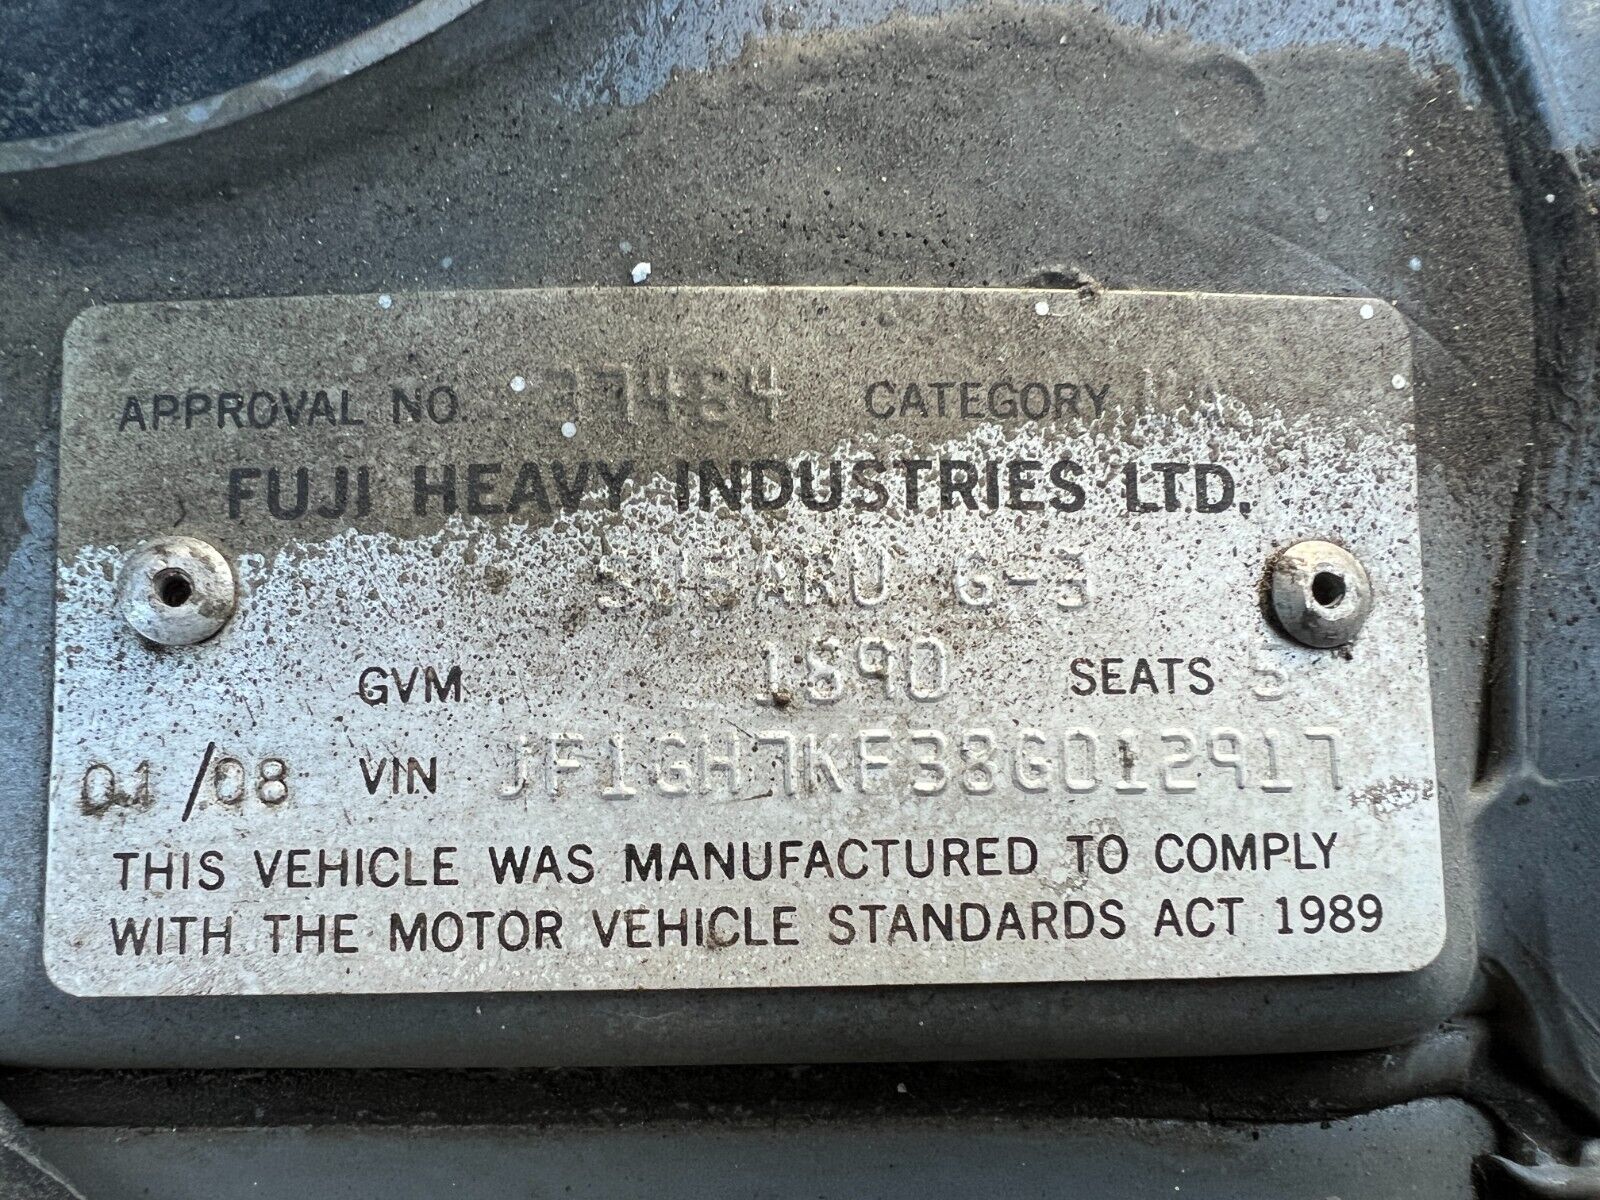 APPROVAL NO. 37464 CATEGORY
FUJI HEAVY INDUSTRIES LTD.
SUBARU G-3
GVM 1890 SEATS 5
01/08 VIN JF1GH7KF38G012917
THIS VEHICLE WAS MANUFACTURED TO COMPLY
WITH THE MOTOR VEHICLE STANDARDS ACT 1989